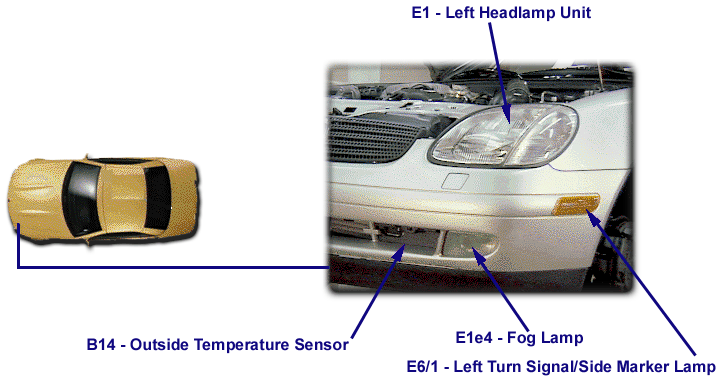 E1 - Left Headlamp Unit
B14 - Outside Temperature Sensor
E1e4 - Fog Lamp
E6/1 - Left Turn Signal/Side Marker Lamp